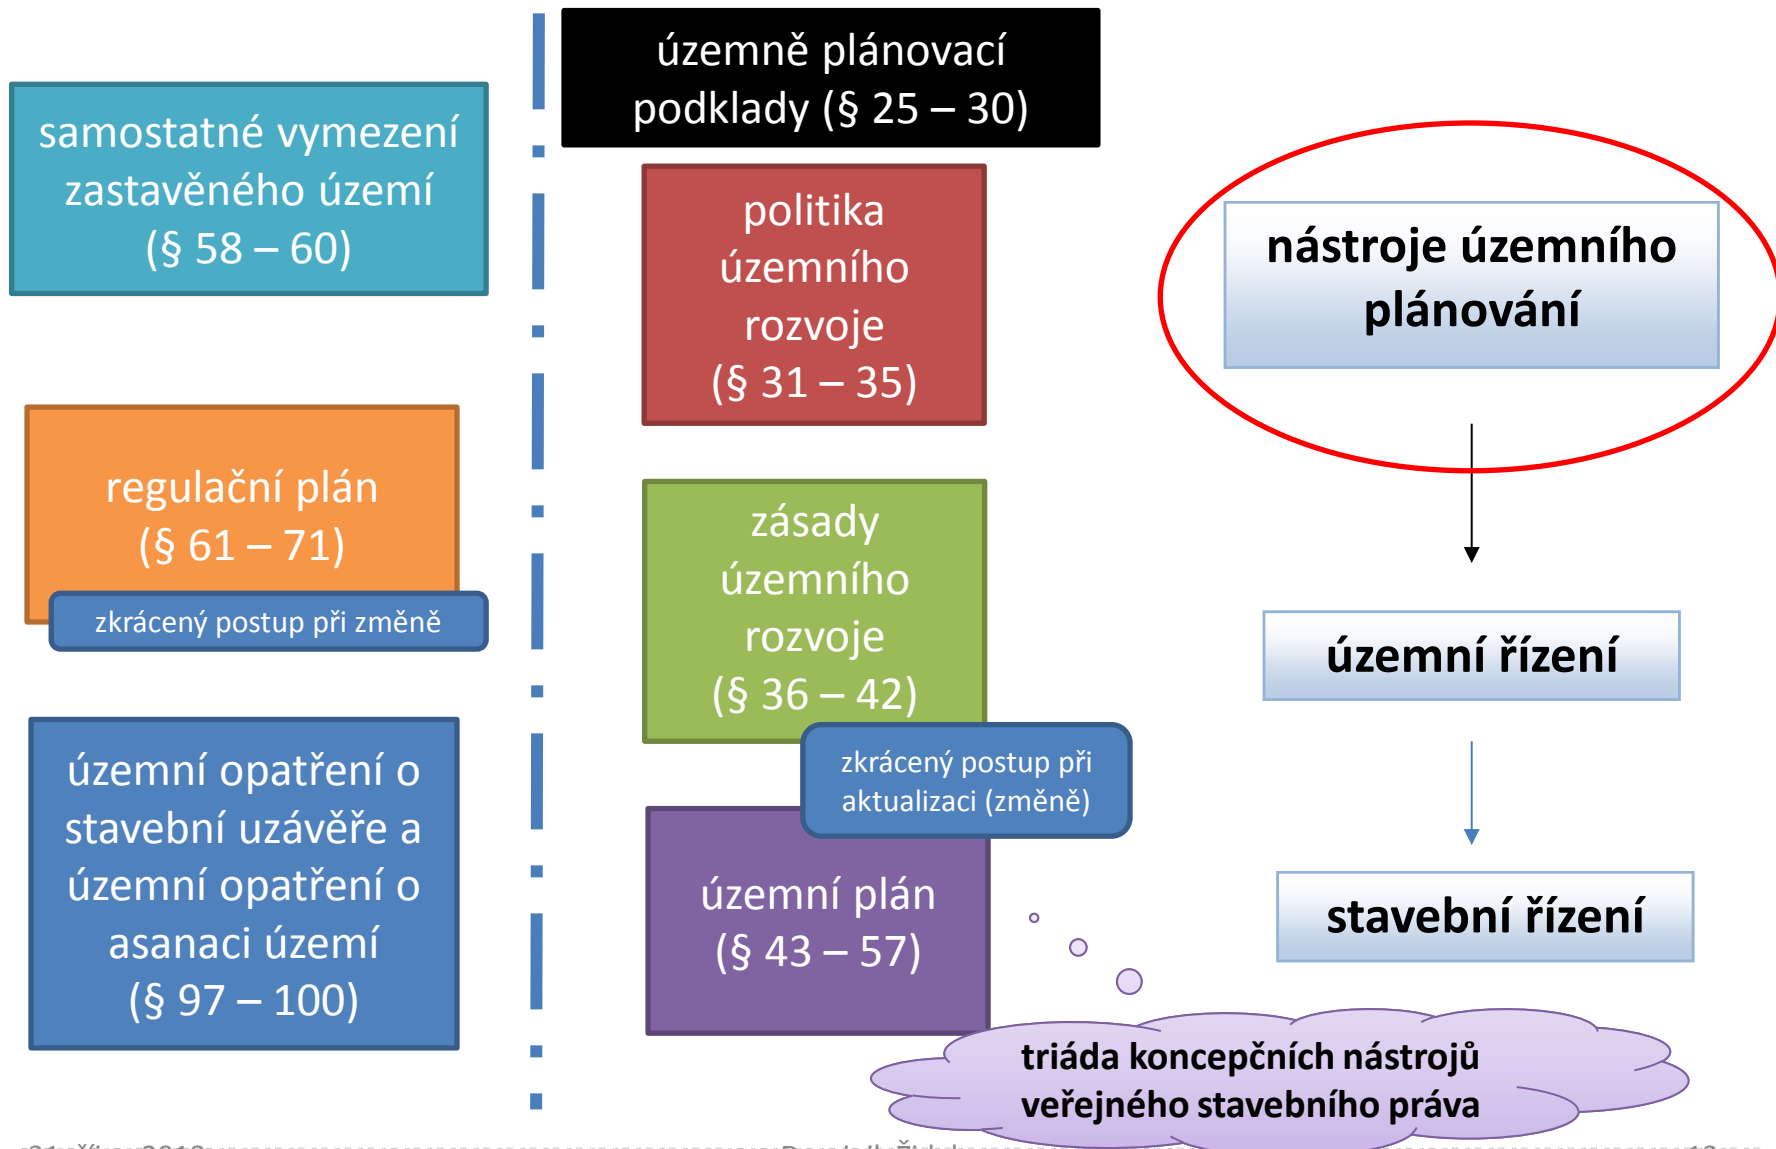 územně plánovací
podklady (§ 25 – 30)
samostatné vymezení
zastavěného území
(§ 58 – 60)
politika
územního
rozvoje
(§ 31 – 35)
nástroje územního
plánování
regulační plán
(§ 61 – 71)
zkrácený postup při změně
zásady
územního
rozvoje
(§ 36 – 42)
zkrácený postup při
aktualizaci (změně)
územní řízení
územní opatření o
stavební uzávěře a
územní opatření o
asanaci území
(§ 97 – 100)
územní plán
(§ 43 – 57)
stavební řízení
triáda koncepčních nástrojů
veřejného stavebního práva